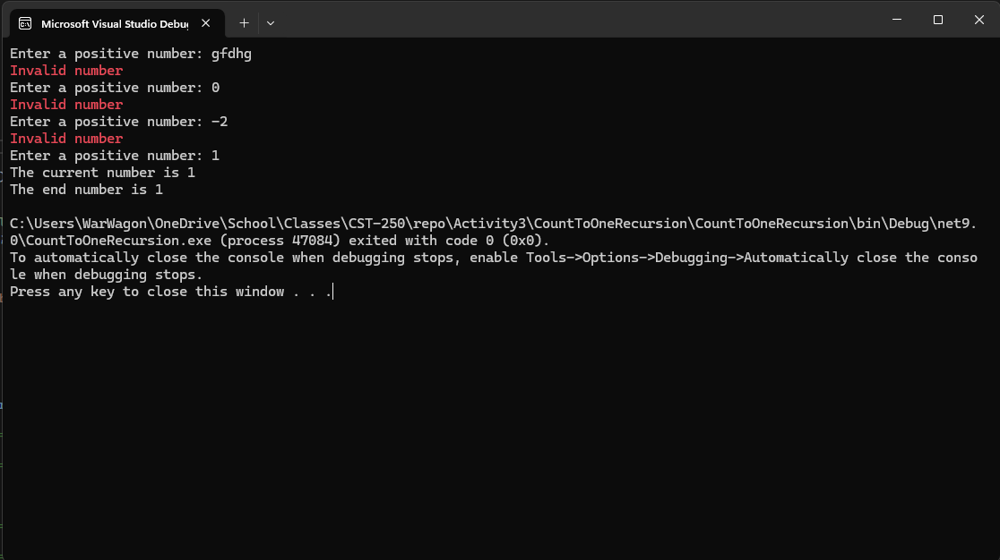 Microsoft Visual Studio Debug
Enter a positive number: gfdhg
Invalid number
Enter a positive number: 0
Invalid number
Enter a positive number: -2
Invalid number
Enter a positive number: 1
The current number is 1
The end number is 1
C:\Users\WarWagon\OneDrive\School\Classes\CST-250\repo\Activity3\CountToOneRecursion\CountToOneRecursion\bin\Debug\net9.
0\CountToOneRecursion.exe (process 47084) exited with code 0 (0x0).
To automatically close the console when debugging stops, enable Tools->Options->Debugging->Automatically close the conso
le when debugging stops.
Press any key to close this window . . .